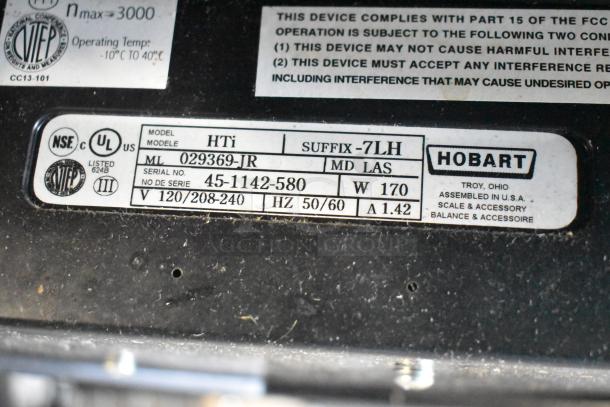 nmax=3000
Operating Temp:
-10°C TO 40°C
NTEP
CC13-101
THIS DEVICE COMPLIES WITH PART 15 OF THE FCC
OPERATION IS SUBJECT TO THE FOLLOWING TWO CON
(1) THIS DEVICE MAY NOT CAUSE HARMFUL INTERFE
(2) THIS DEVICE MUST ACCEPT ANY INTERFERENCE RE
INCLUDING INTERFERENCE THAT MAY CAUSE UNDESIRED OP
NSE C UL US
LISTED
624B
NTEP III
MODEL
MODELE HTi SUFFIX -7LH
ML 029369-JR MD LAS
SERIAL NO.
NO DE SERIE 45-1142-580 W 170
V 120/208-240 HZ 50/60 A 1.42
HOBART
TROY, OHIO
ASSEMBLED IN U.S.A.
SCALE & ACCESSORY
BALANCE & ACCESSOIRE